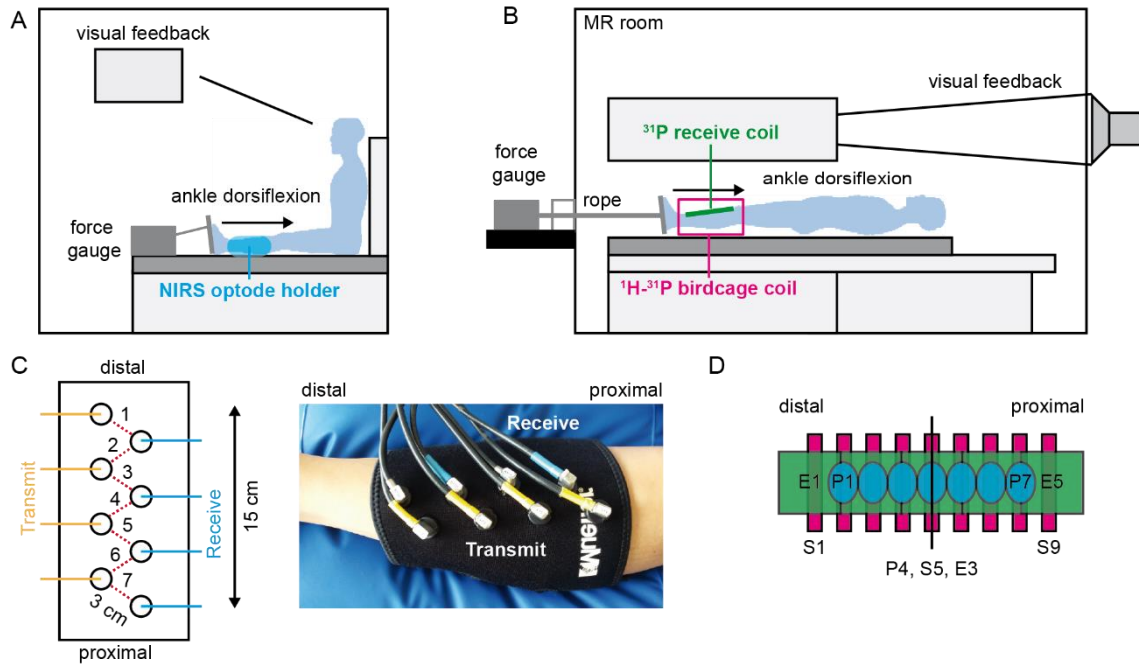 A
visual feedback
ankle dorsiflexion
force
gauge
NIRS optode holder
B
MR room
visual feedback
³¹P receive coil
force
gauge
rope
ankle dorsiflexion
¹H-³¹P birdcage coil
C
distal
Transmit
1
2
3
4
5
6
7
3 cm
Receive
15 cm
proximal
distal
proximal
Receive
Transmit
D
distal
proximal
E1
P1
P7
E5
S1
S9
P4, S5, E3